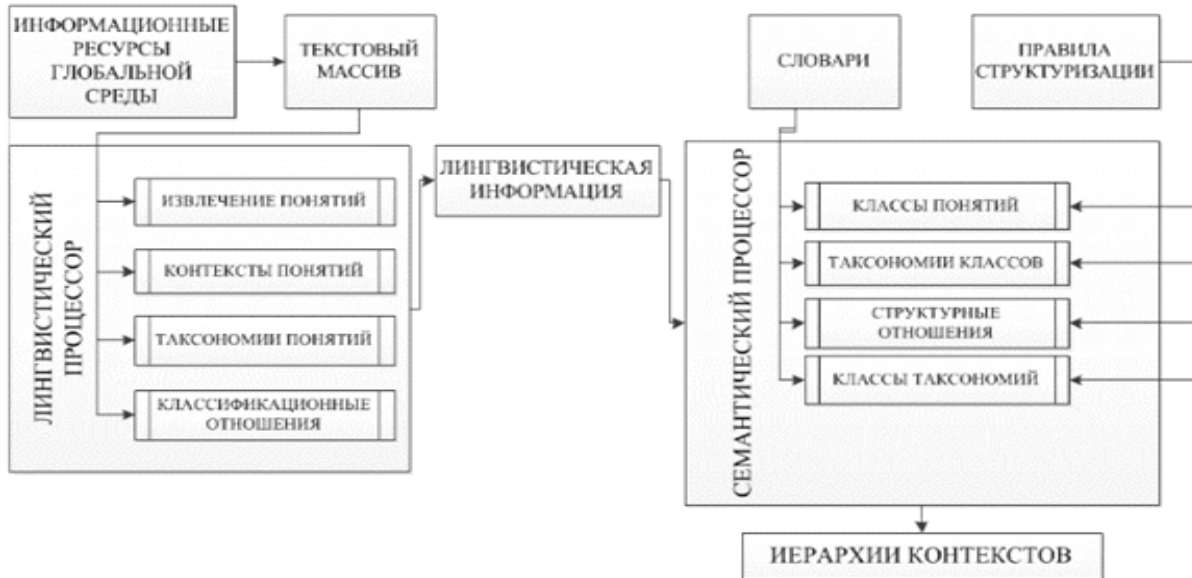 ИНФОРМАЦИОННЫЕ
РЕСУРСЫ
ГЛОБАЛЬНОЙ
СРЕДЫ
ТЕКСТОВЫЙ
МАССИВ
СЛОВАРИ
ПРАВИЛА
СТРУКТУРИЗАЦИИ
ЛИНГВИСТИЧЕСКИЙ
ПРОЦЕССОР
ИЗВЛЕЧЕНИЕ ПОНЯТИЙ
КОНТЕКСТЫ ПОНЯТИЙ
ТАКСОНОМИИ ПОНЯТИЙ
КЛАССИФИКАЦИОННЫЕ
ОТНОШЕНИЯ
ЛИНГВИСТИЧЕСКАЯ
ИНФОРМАЦИЯ
СЕМАНТИЧЕСКИЙ ПРОЦЕССОР
КЛАССЫ ПОНЯТИЙ
ТАКСОНОМИИ КЛАССОВ
СТРУКТУРНЫЕ
ОТНОШЕНИЯ
КЛАССЫ ТАКСОНОМИЙ
ИЕРАРХИИ КОНТЕКСТОВ